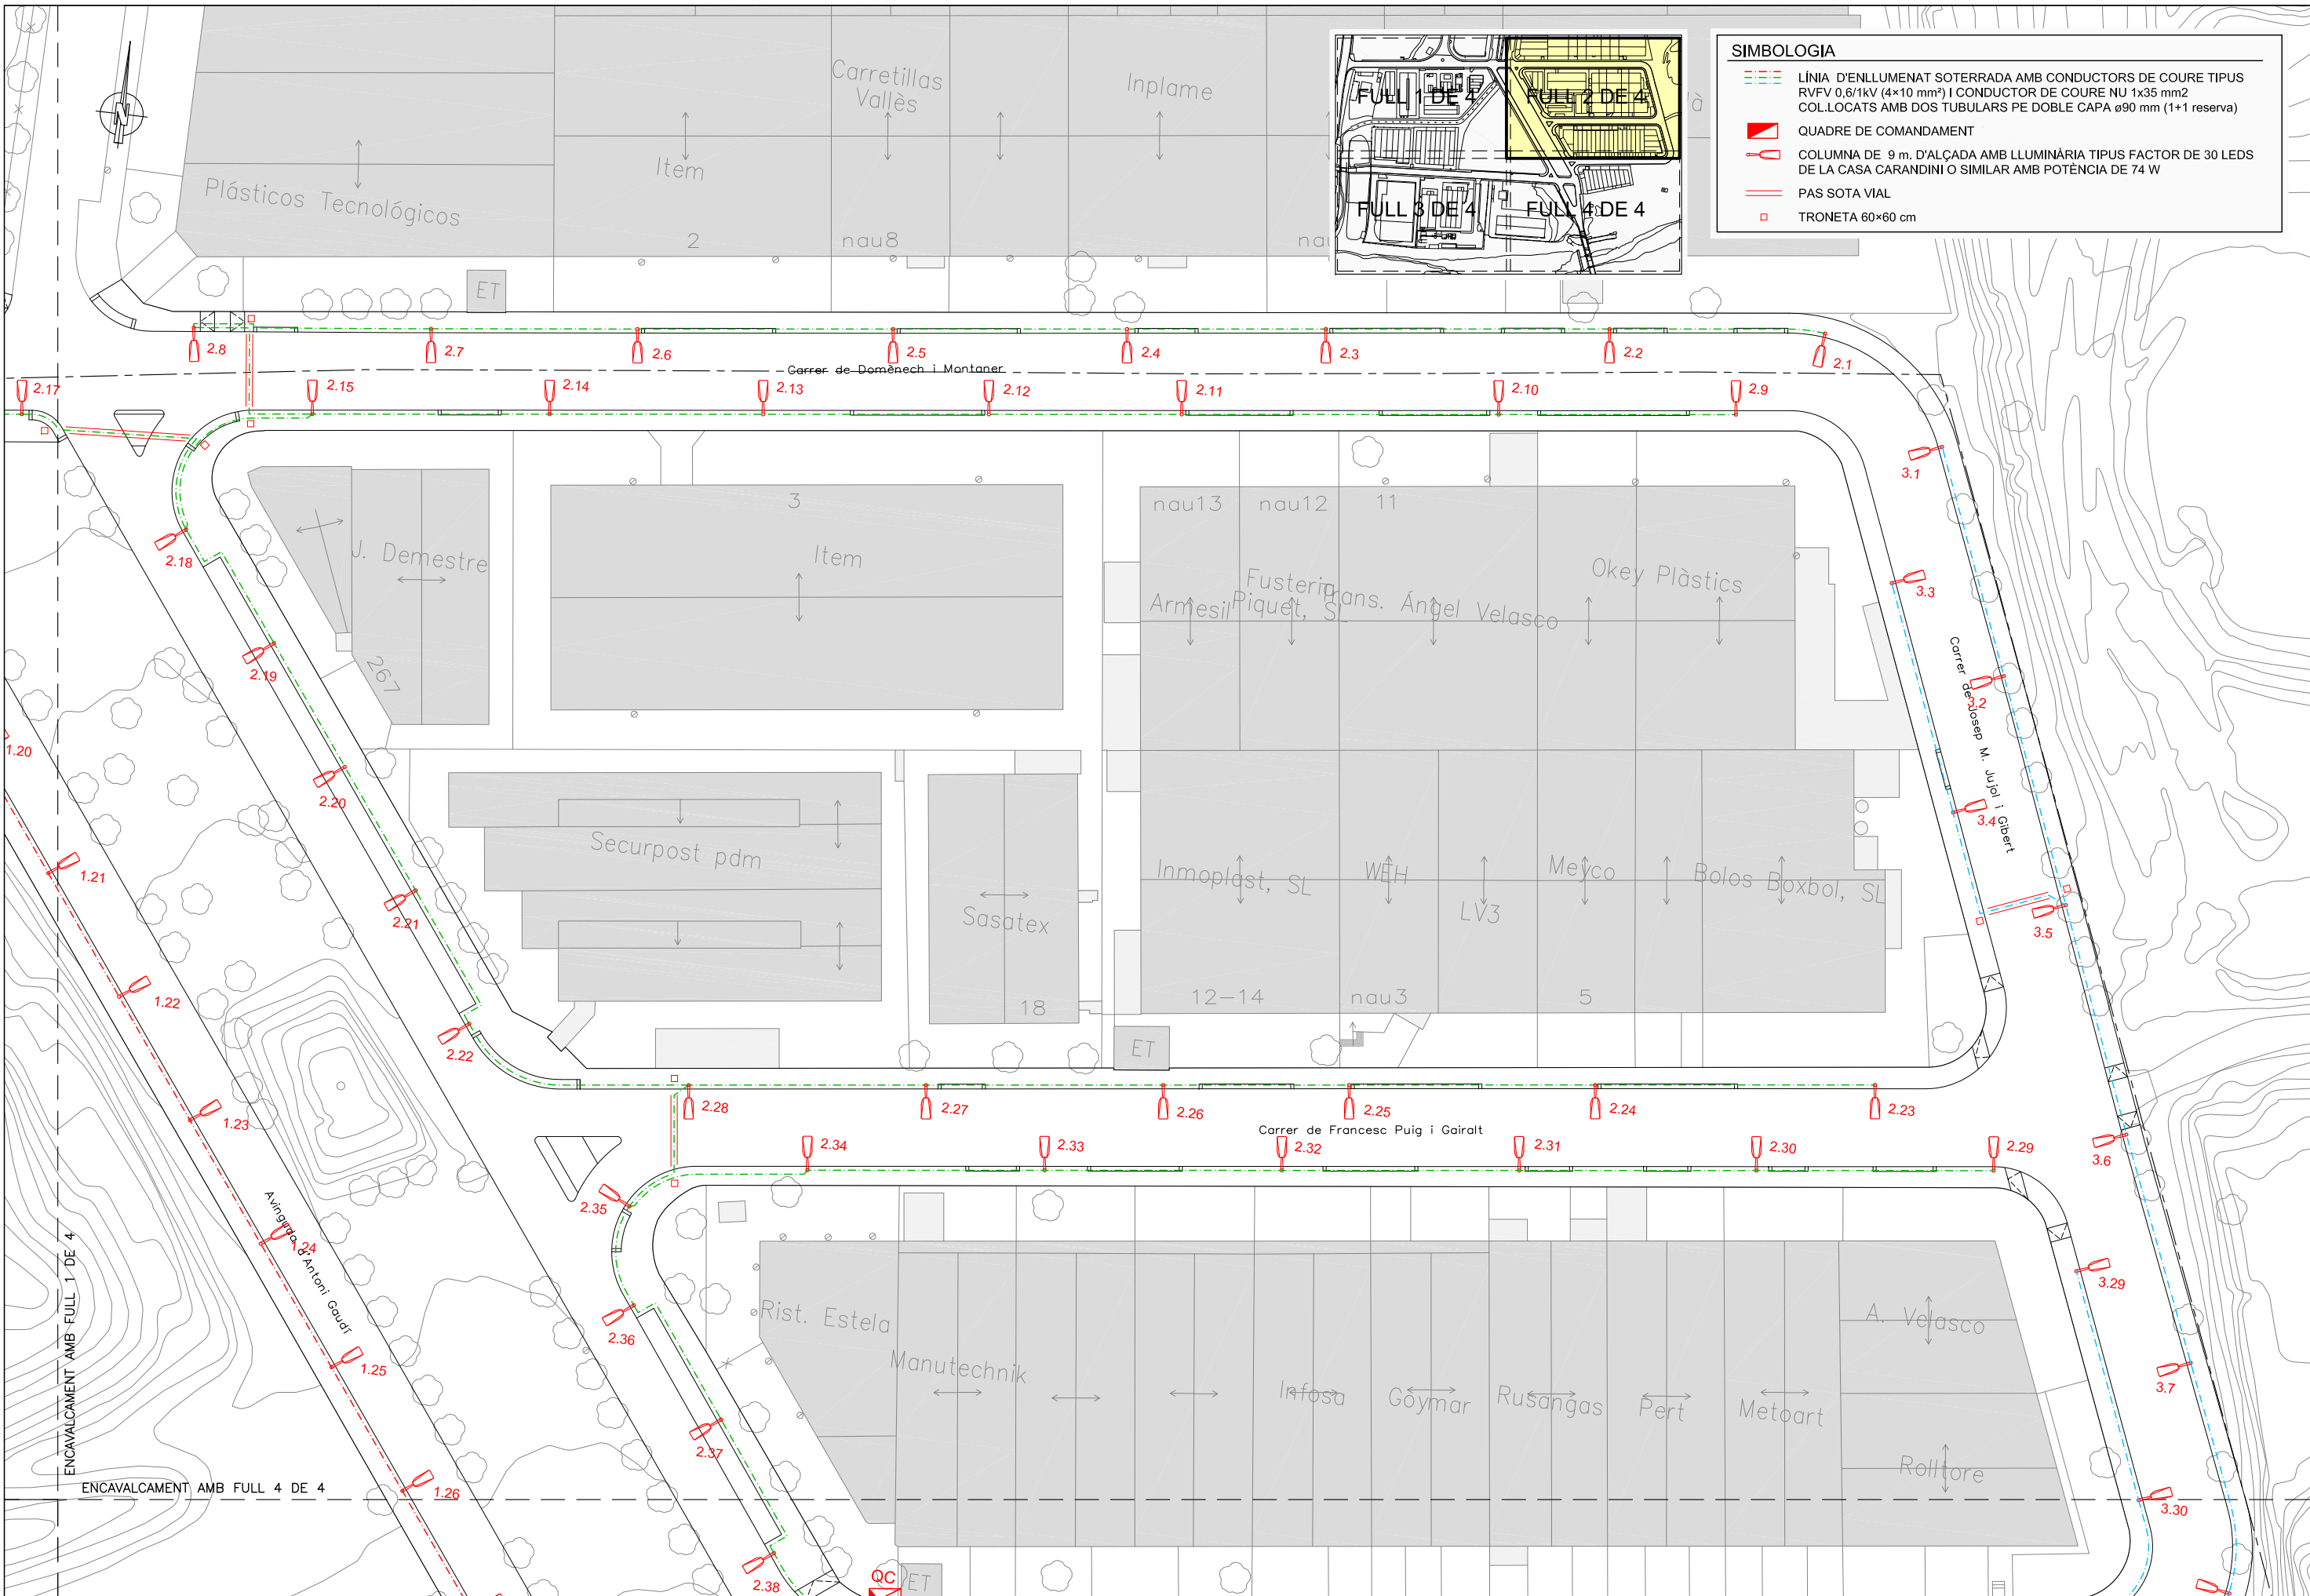 SIMBOLOGIA
LÍNIA D'ENLLUMENAT SOTERRADA AMB CONDUCTORS DE COURE TIPUS
RVFV 0,6/1kV (4×10 mm²) I CONDUCTOR DE COURE NU 1x35 mm2
COL.LOCATS AMB DOS TUBULARS PE DOBLE CAPA ø90 mm (1+1 reserva)
QUADRE DE COMANDAMENT
COLUMNA DE 9 m. D'ALÇADA AMB LLUMINÀRIA TIPUS FACTOR DE 30 LEDS
DE LA CASA CARANDINI O SIMILAR AMB POTÈNCIA DE 74 W
PAS SOTA VIAL
TRONETA 60×60 cm
FULL 1 DE 4
FULL 2 DE 4
FULL 3 DE 4
FULL 4 DE 4
N
Carretillas
Vallès
Inplame
Item
Plásticos Tecnológicos
2
nau8
ET
2.8
2.7
2.6
2.5
2.4
2.3
2.2
2.1
Carrer de Domènech i Montaner
2.17
2.15
2.14
2.13
2.12
2.11
2.10
2.9
3.1
3
nau13
nau12
11
2.18
J. Demestre
Item
Fusteria
Piquet, SL
Armesil
Trans. Ángel Velasco
Okey Plàstics
3.3
2.19
267
3.2
Carrer de Josep M. Jujol i Gibert
1.20
2.20
3.4
Securpost pdm
1.21
2.21
Sasatex
Inmoplast, SL
WEH
LV3
Meyco
Bolos Boxbol, SL
3.5
1.22
18
12-14
nau3
5
2.22
ET
1.23
2.28
2.27
2.26
2.25
2.24
2.23
Carrer de Francesc Puig i Gairalt
2.34
2.33
2.32
2.31
2.30
2.29
3.6
2.35
1.24
Avinguda d'Antoni Gaudí
3.29
Rist. Estela
A. Velasco
2.36
1.25
Manutechnik
Infosa
Goymar
Rusangas
Pert
Metoart
3.7
2.37
Rolltore
ENCAVALCAMENT AMB FULL 1 DE 4
ENCAVALCAMENT AMB FULL 4 DE 4
1.26
3.30
2.38
QC
ET